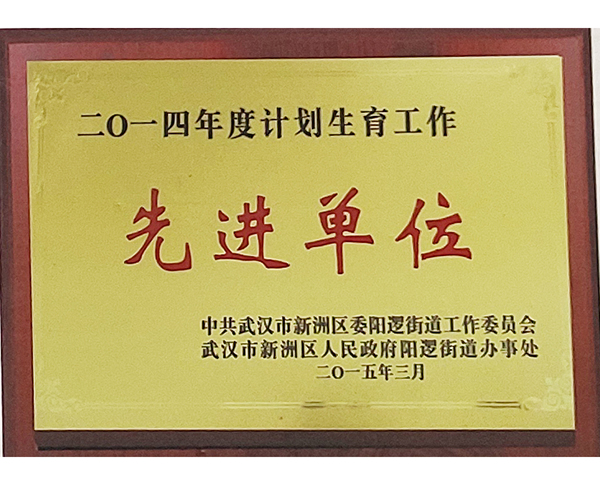 二O一四年度计划生育工作
先进单位
中共武汉市新洲区委阳逻街道工作委员会
武汉市新洲区人民政府阳逻街道办事处
二O一五年三月